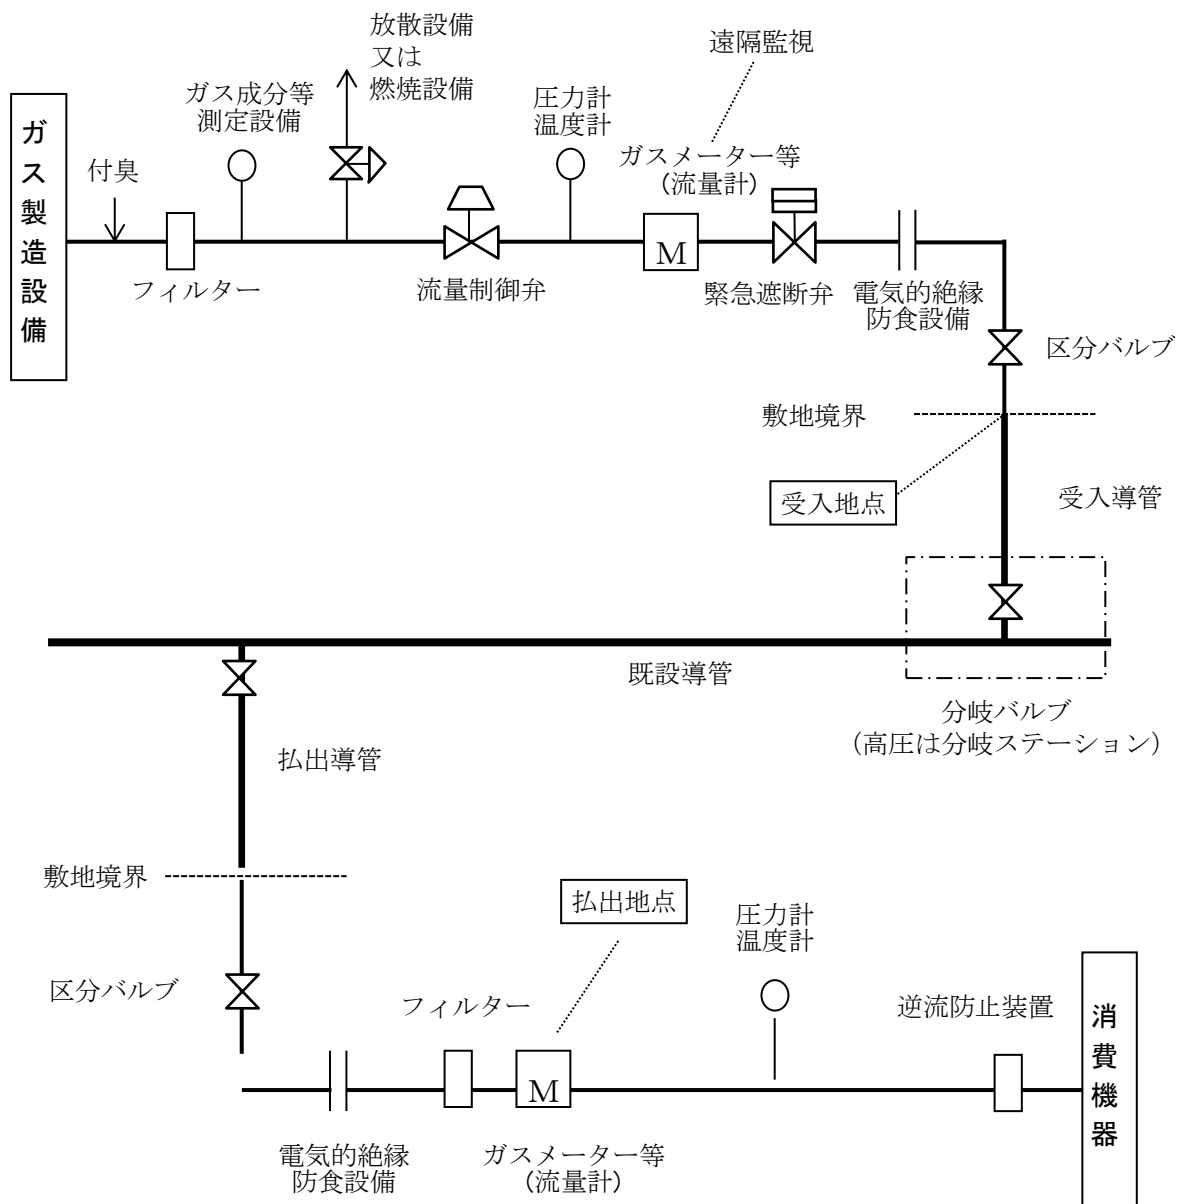 放散設備
又は
燃焼設備
遠隔監視
ガス成分等
測定設備
圧力計
温度計
ガス製造設備
付臭
ガスメーター等
(流量計)
M
フィルター
流量制御弁
緊急遮断弁
電気的絶縁
防食設備
区分バルブ
敷地境界
受入地点
受入導管
既設導管
分岐バルブ
(高圧は分岐ステーション)
払出導管
敷地境界
払出地点
圧力計
温度計
区分バルブ
フィルター
逆流防止装置
消費機器
M
電気的絶縁
防食設備
ガスメーター等
(流量計)